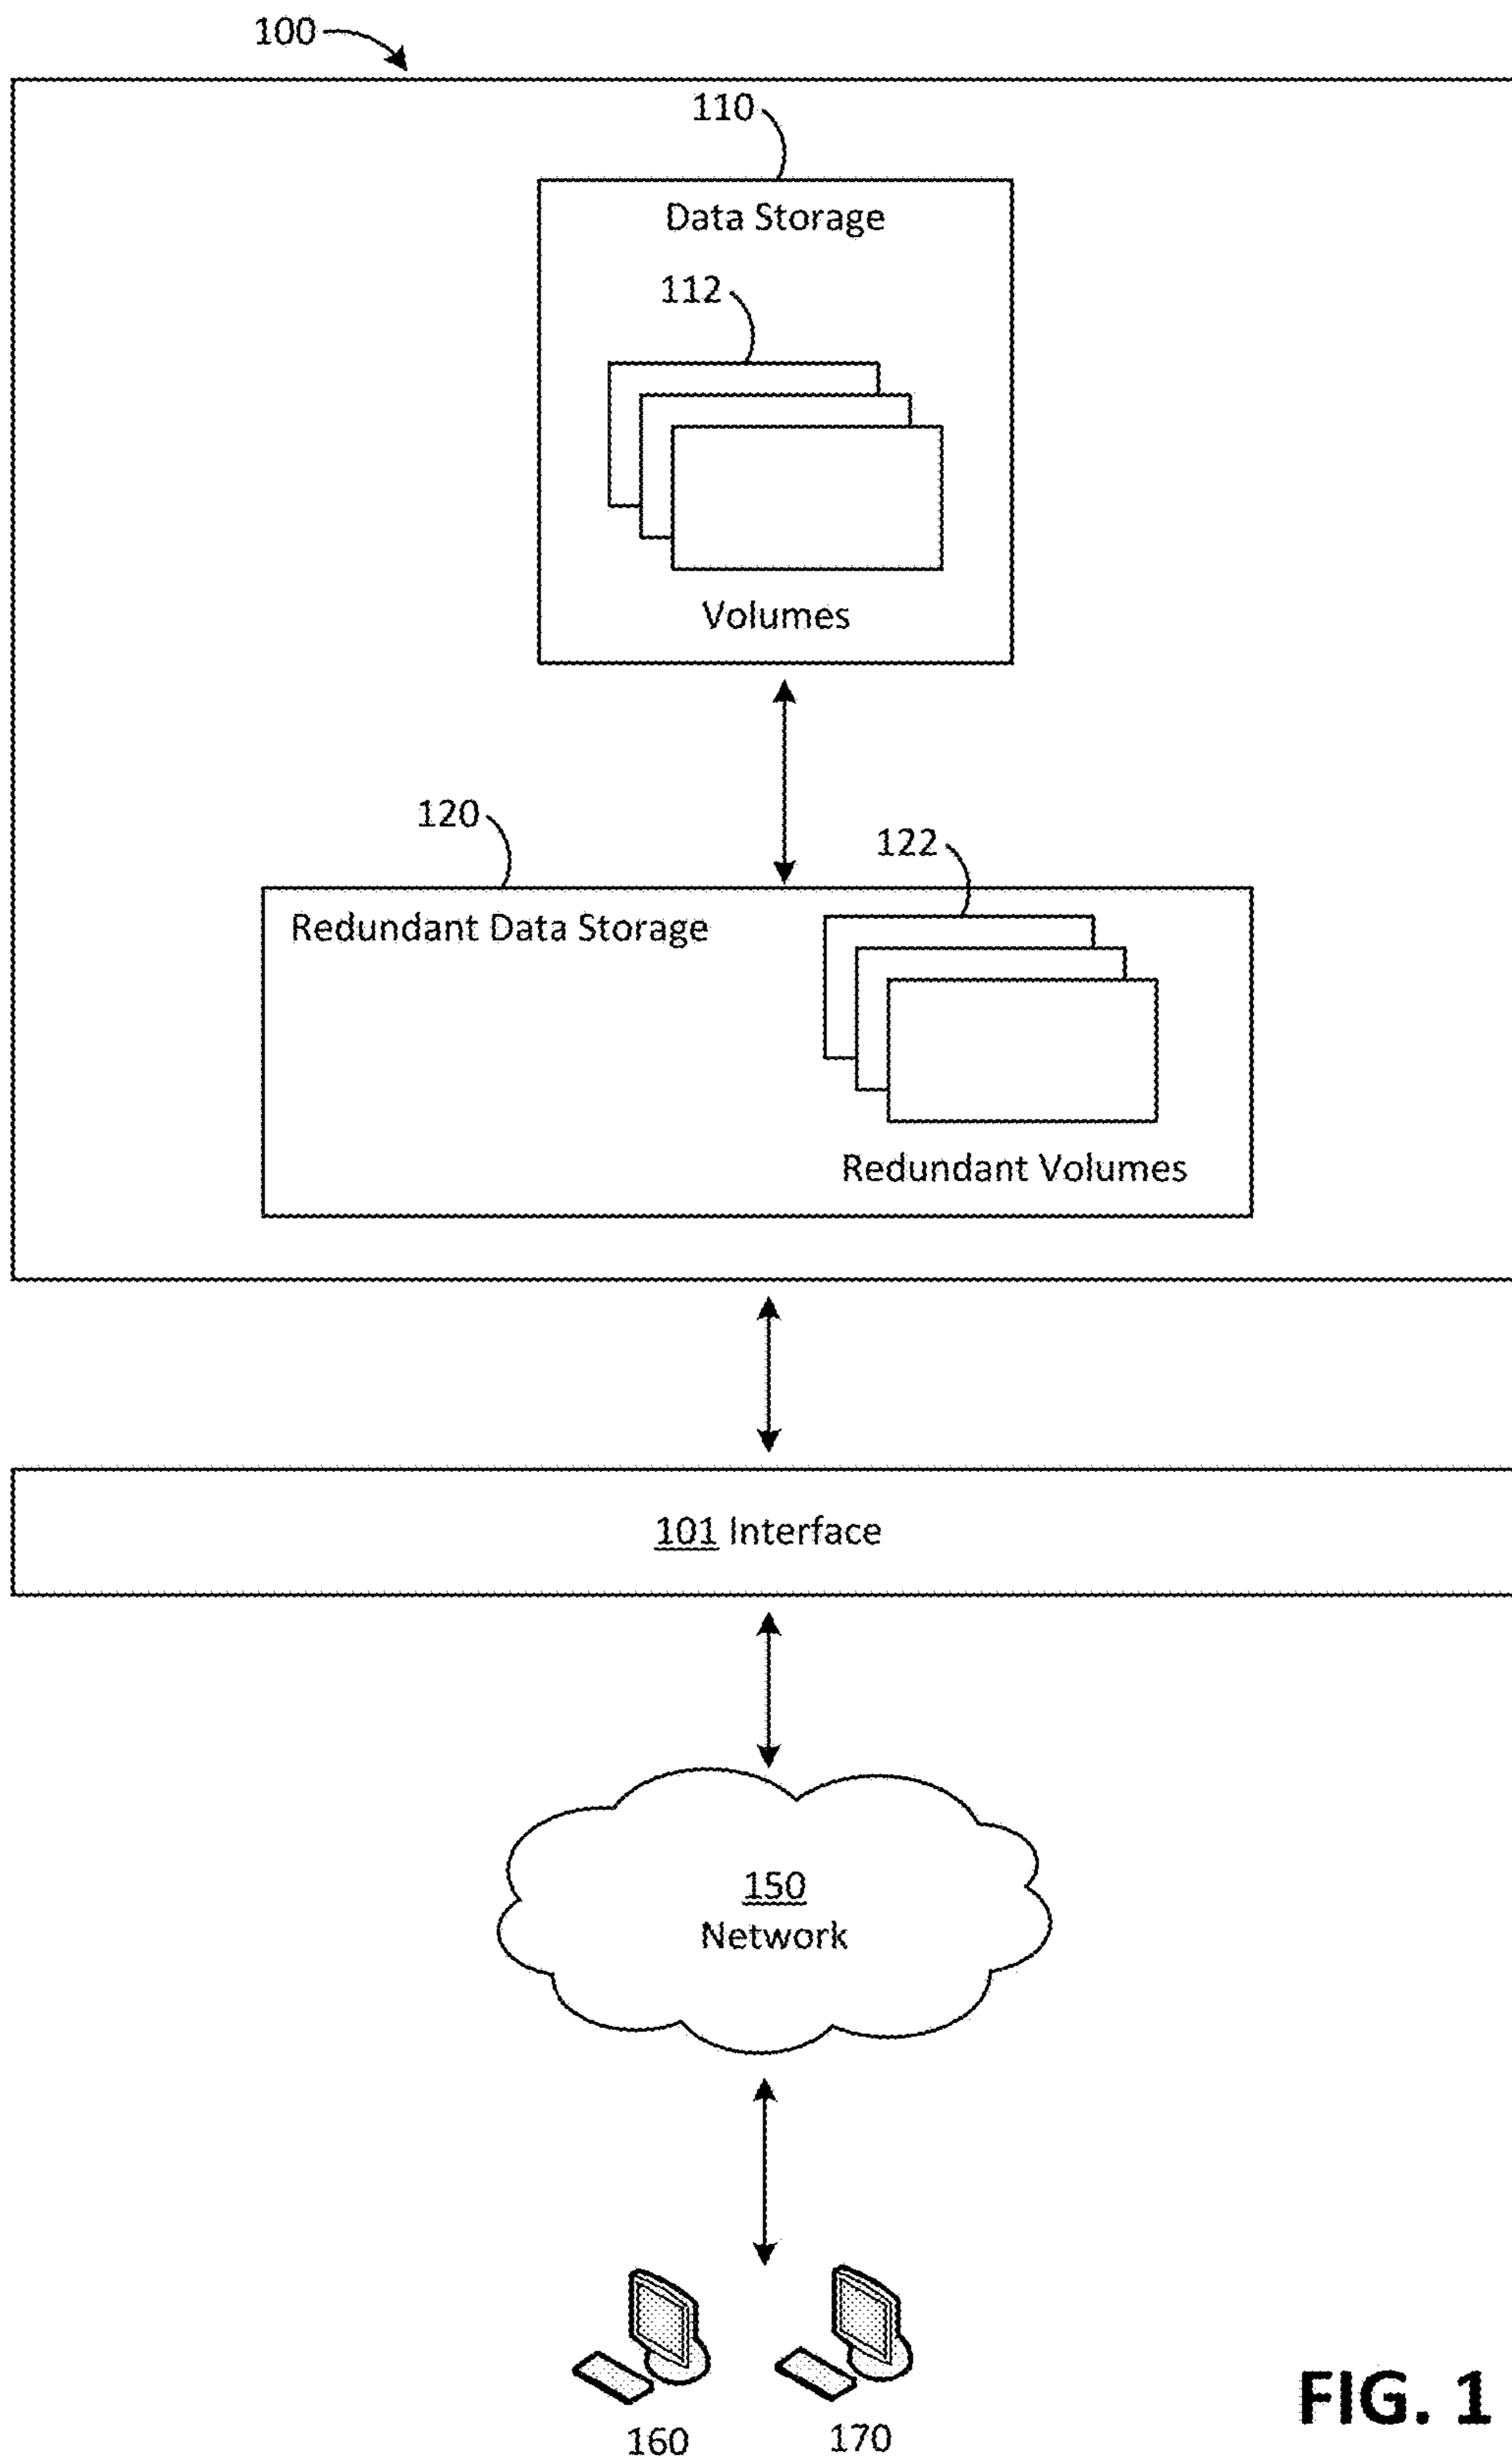 100
110
Data Storage
112
Volumes
120
122
Redundant Data Storage
Redundant Volumes
101 Interface
150
Network
160
170
FIG. 1